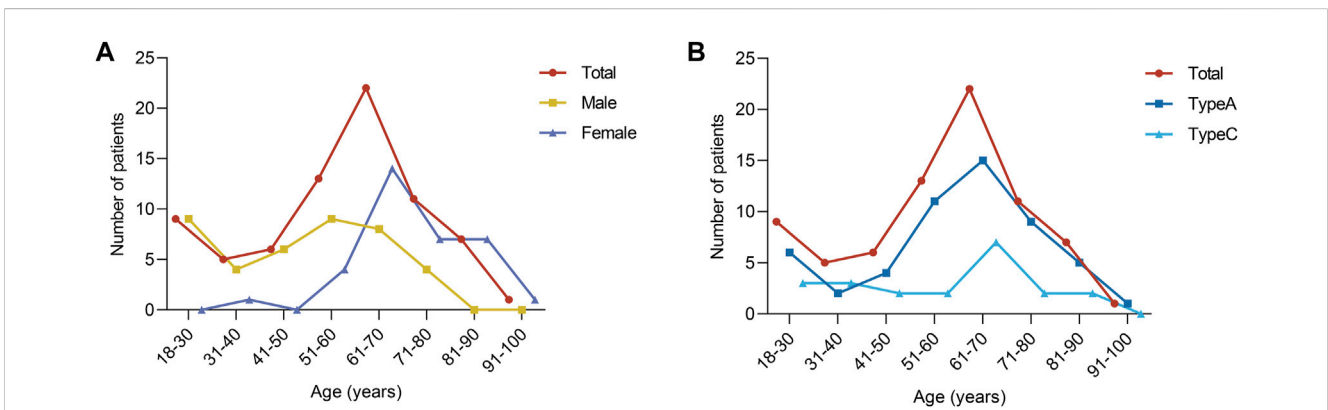 A
Number of patients
25
20
15
10
5
0
18-30
31-40
41-50
51-60
61-70
71-80
81-90
91-100
Age (years)
Total
Male
Female
B
Number of patients
25
20
15
10
5
0
18-30
31-40
41-50
51-60
61-70
71-80
81-90
91-100
Age (years)
Total
TypeA
TypeC